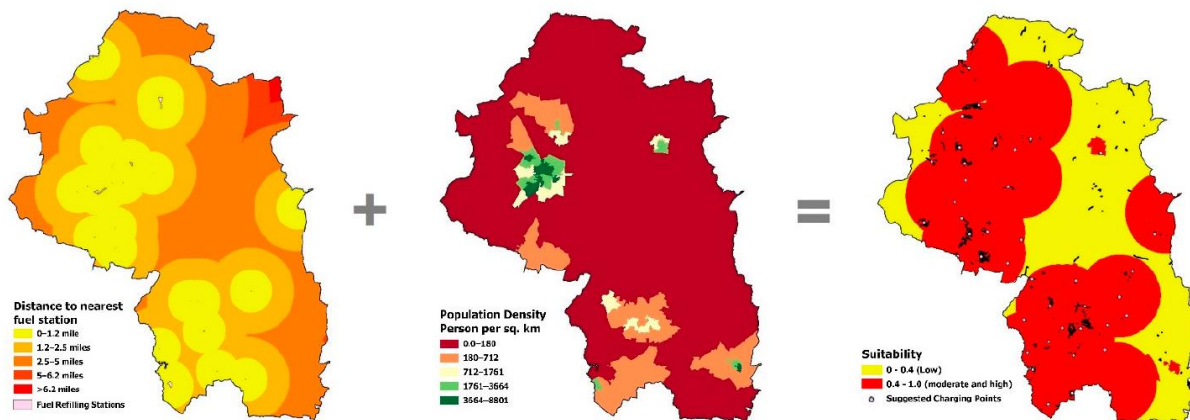 Distance to nearest
fuel station
0–1.2 mile
1.2–2.5 miles
2.5–5 miles
5–6.2 miles
>6.2 miles
Fuel Refilling Stations
+
Population Density
Person per sq. km
0.0–180
180–712
712–1761
1761–3664
3664–8801
=
Suitability
0 - 0.4 (Low)
0.4 - 1.0 (moderate and high)
Suggested Charging Points